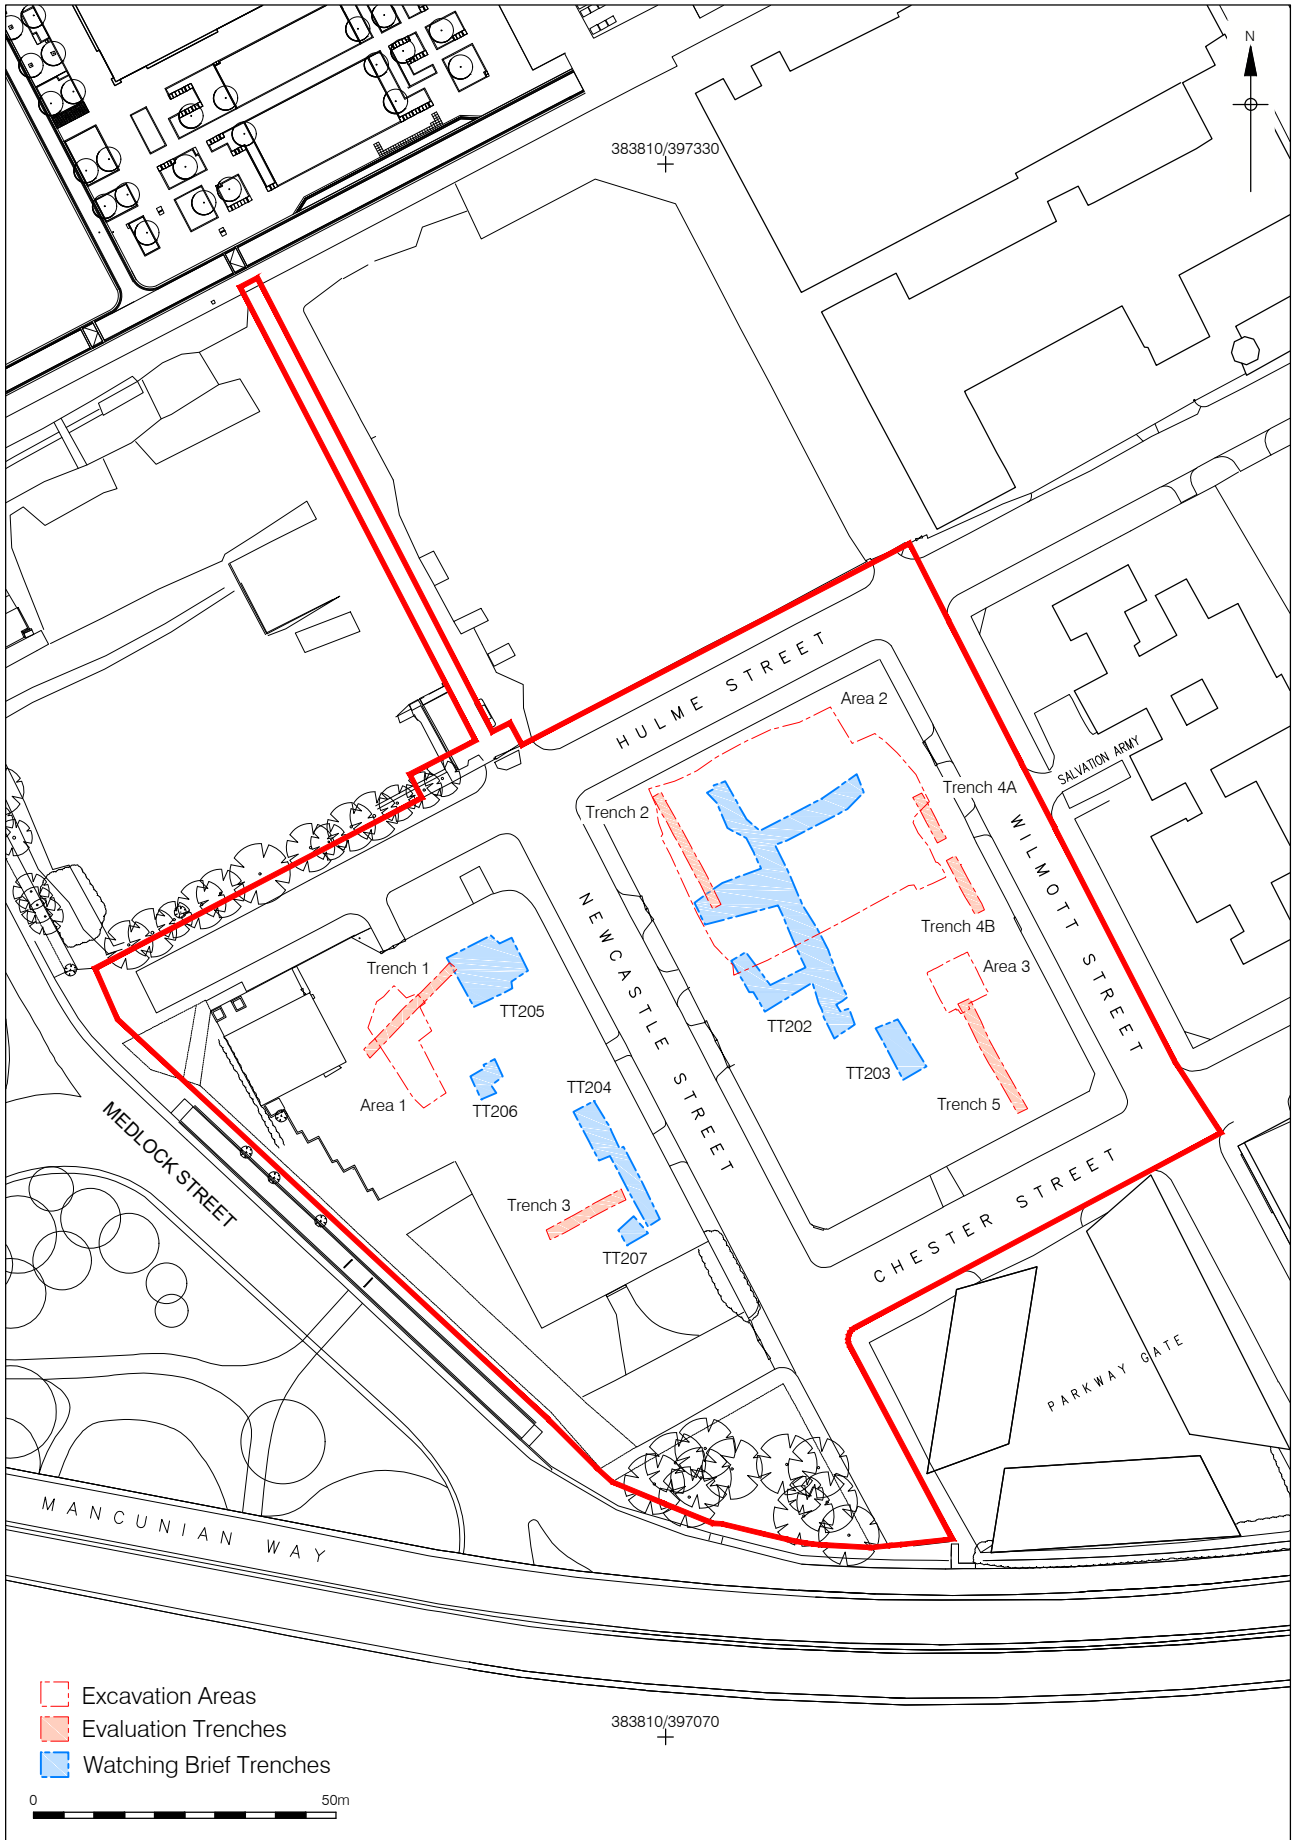 N
383810/397330
HULME STREET
Area 2
SALVATION ARMY
Trench 4A
Trench 2
WILMOTT STREET
NEWCASTLE STREET
Trench 4B
Trench 1
Area 3
TT205
TT202
TT203
TT204
TT206
Area 1
Trench 5
MEDLOCK STREET
CHESTER STREET
Trench 3
TT207
PARKWAY GATE
MANCUNIAN WAY
Excavation Areas
383810/397070
Evaluation Trenches
Watching Brief Trenches
0 50m